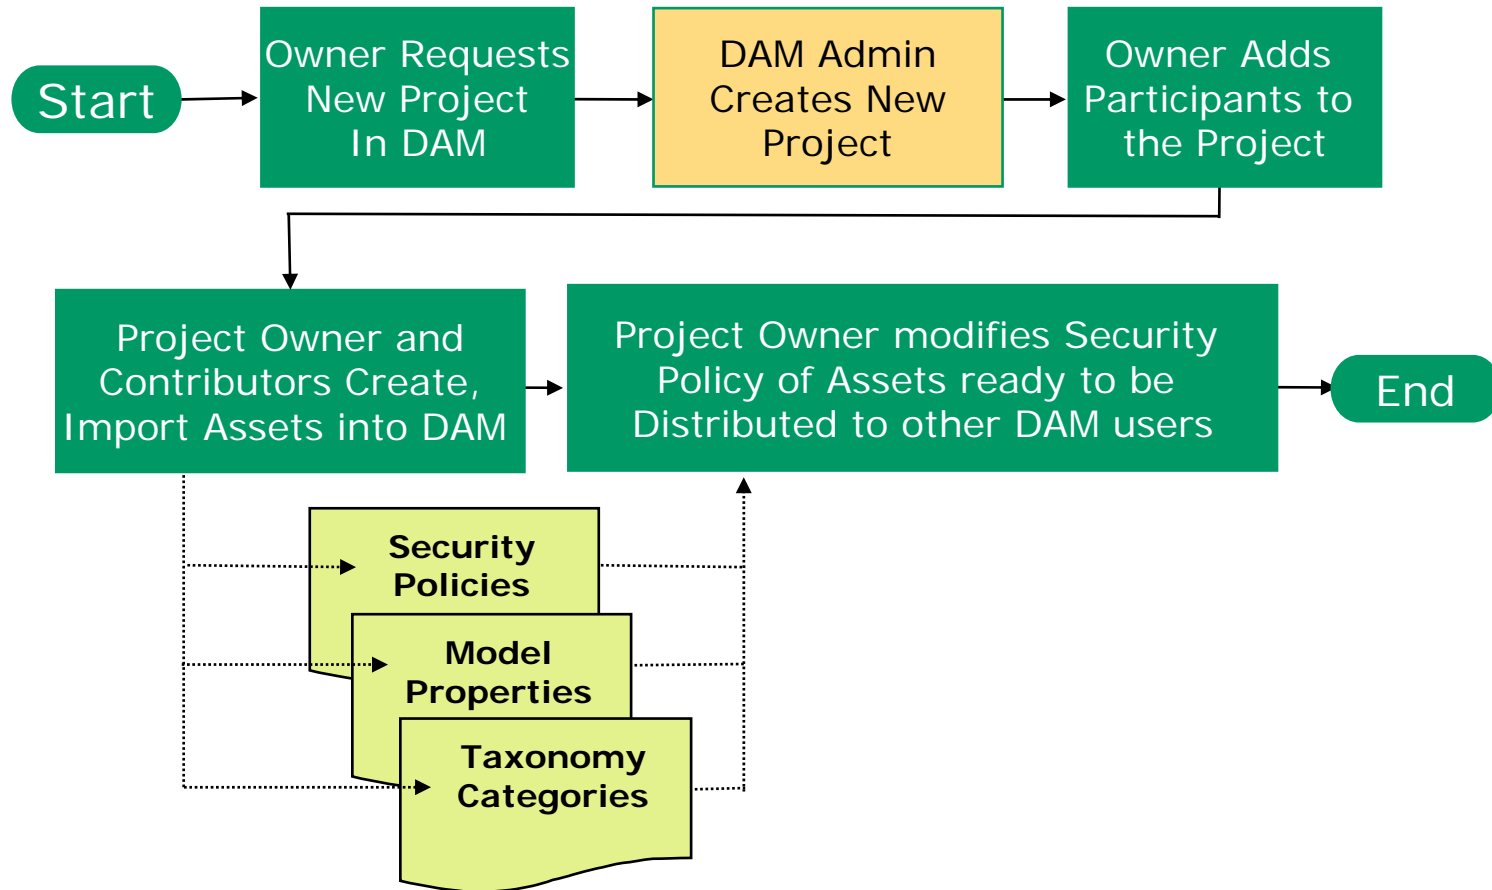 Start
Owner Requests
New Project
In DAM
DAM Admin
Creates New
Project
Owner Adds
Participants to
the Project
Project Owner and
Contributors Create,
Import Assets into DAM
Project Owner modifies Security
Policy of Assets ready to be
Distributed to other DAM users
End
Security
Policies
Model
Properties
Taxonomy
Categories